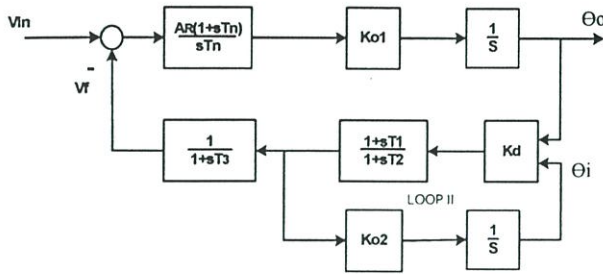 VIn
AR(1+sTn)
sTn
Ko1
1
S
Θo
-
Vf
1
1+sT3
1+sT1
1+sT2
Kd
Θi
LOOP II
Ko2
1
S